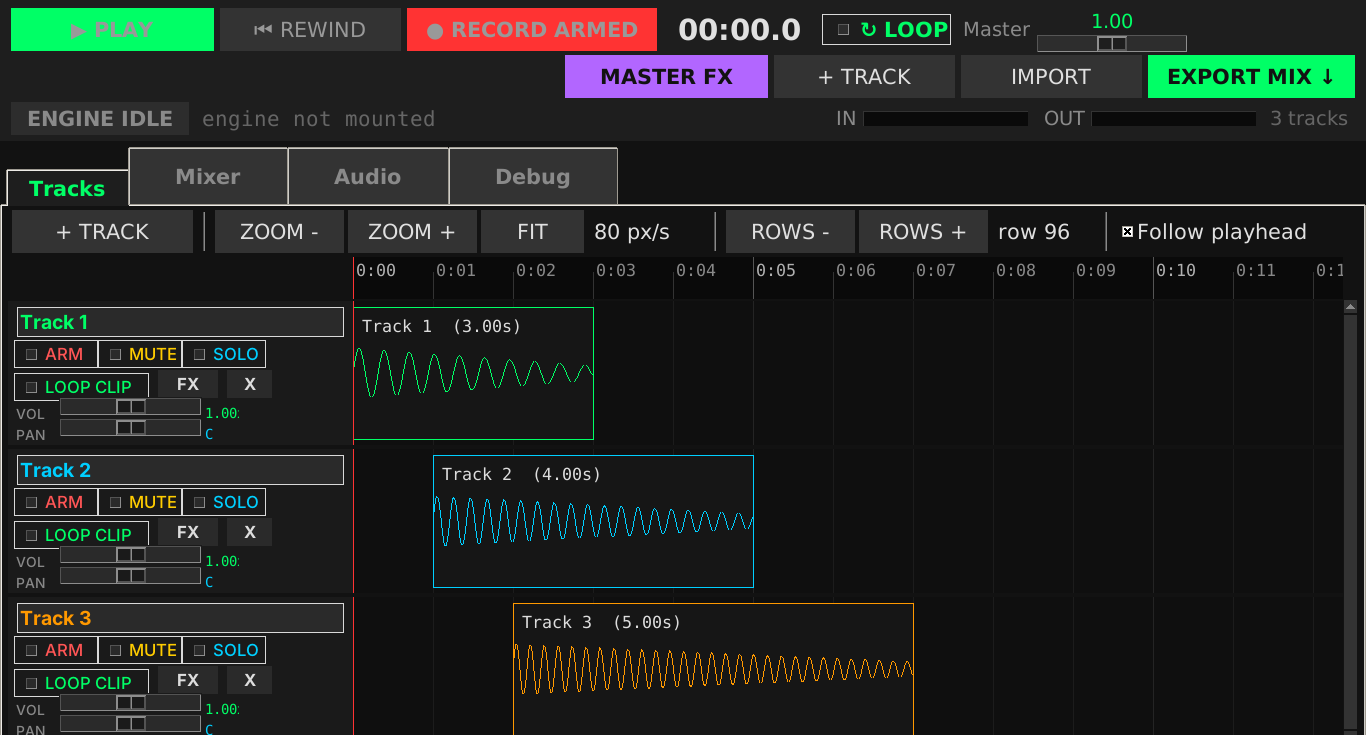 ▶ PLAY ⏮ REWIND ● RECORD ARMED 00:00.0 ↻ LOOP Master 1.00
MASTER FX + TRACK IMPORT EXPORT MIX ↓
ENGINE IDLE engine not mounted IN OUT 3 tracks
Tracks Mixer Audio Debug
+ TRACK ZOOM - ZOOM + FIT 80 px/s ROWS - ROWS + row 96 Follow playhead
0:00 0:01 0:02 0:03 0:04 0:05 0:06 0:07 0:08 0:09 0:10 0:11 0:1
Track 1
Track 1 (3.00s)
ARM MUTE SOLO
LOOP CLIP FX X
VOL 1.00
PAN C
Track 2
Track 2 (4.00s)
ARM MUTE SOLO
LOOP CLIP FX X
VOL 1.00
PAN C
Track 3
Track 3 (5.00s)
ARM MUTE SOLO
LOOP CLIP FX X
VOL 1.00
PAN C